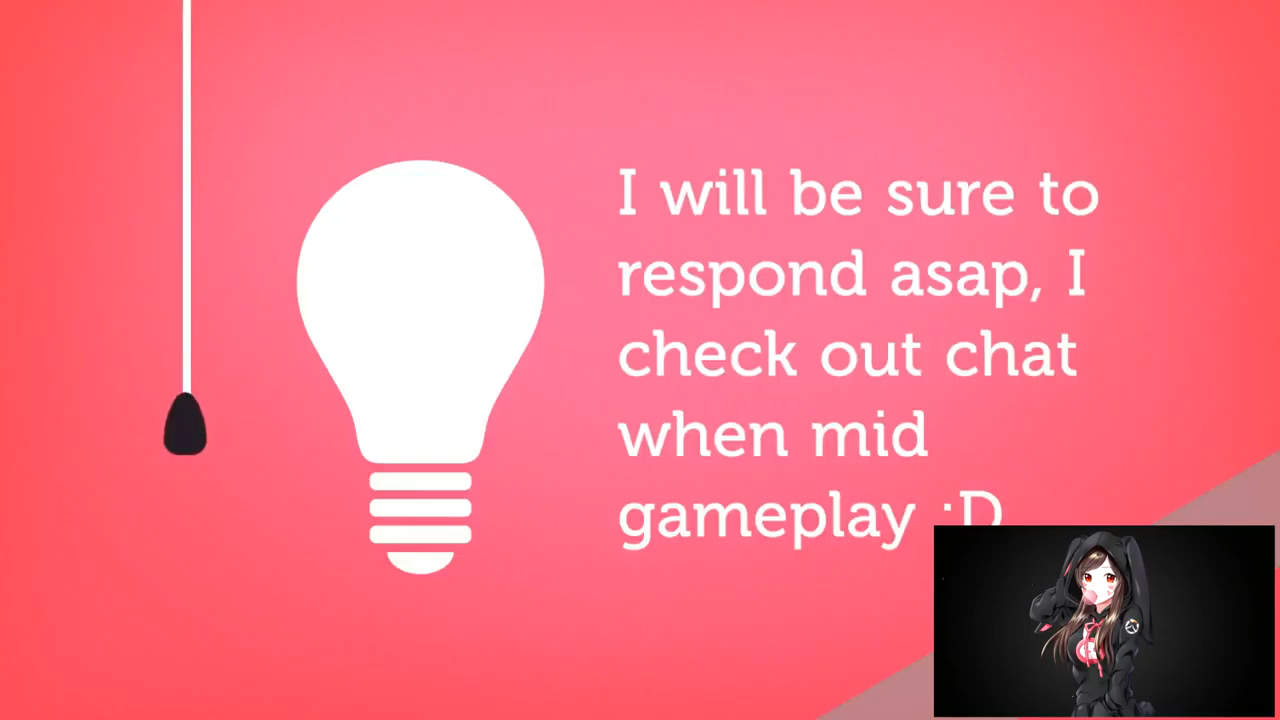 I will be sure to
respond asap, I
check out chat
when mid
gameplay :D